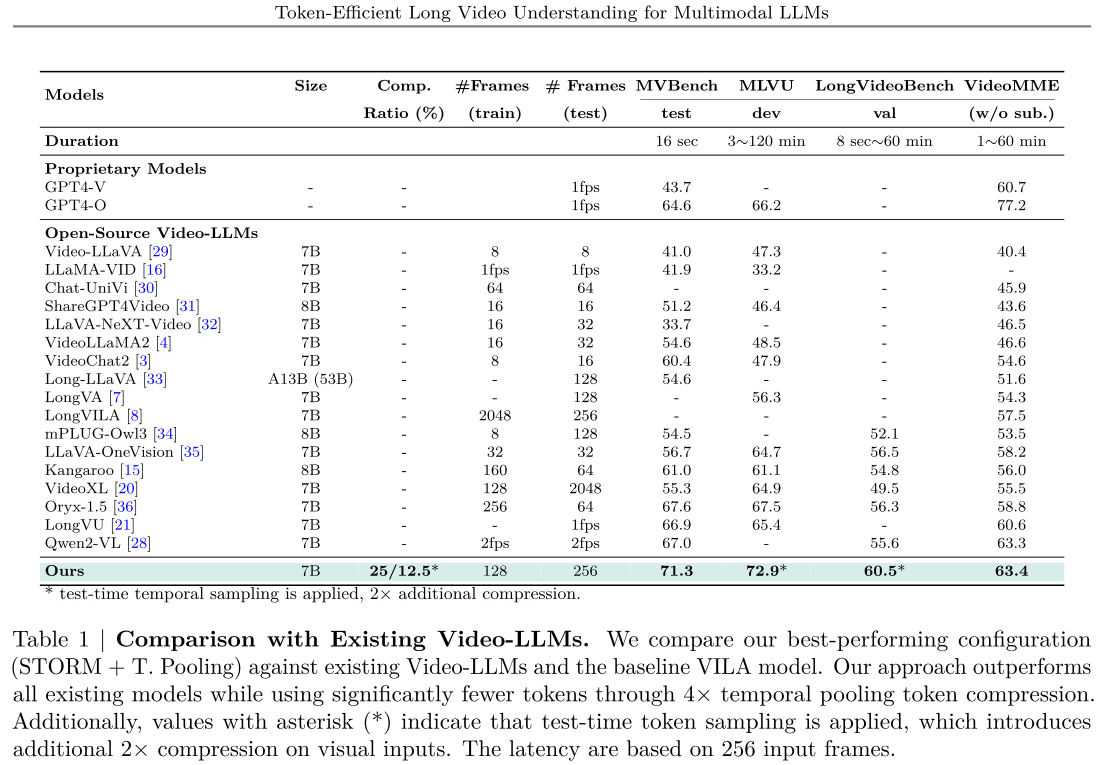 Token-Efficient Long Video Understanding for Multimodal LLMs
Models Size Comp. #Frames # Frames MVBench MLVU LongVideoBench VideoMME
Ratio (%) (train) (test) test dev val (w/o sub.)
Duration 16 sec 3∼120 min 8 sec∼60 min 1∼60 min
Proprietary Models
GPT4-V - - 1fps 43.7 - - 60.7
GPT4-O - - 1fps 64.6 66.2 - 77.2
Open-Source Video-LLMs
Video-LLaVA [29] 7B - 8 8 41.0 47.3 - 40.4
LLaMA-VID [16] 7B - 1fps 1fps 41.9 33.2 - -
Chat-UniVi [30] 7B - 64 64 - - - 45.9
ShareGPT4Video [31] 8B - 16 16 51.2 46.4 - 43.6
LLaVA-NeXT-Video [32] 7B - 16 32 33.7 - - 46.5
VideoLLaMA2 [4] 7B - 16 32 54.6 48.5 - 46.6
VideoChat2 [3] 7B - 8 16 60.4 47.9 - 54.6
Long-LLaVA [33] A13B (53B) - - 128 54.6 - - 51.6
LongVA [7] 7B - - 128 - 56.3 - 54.3
LongVILA [8] 7B - 2048 256 - - - 57.5
mPLUG-Owl3 [34] 8B - 8 128 54.5 - 52.1 53.5
LLaVA-OneVision [35] 7B - 32 32 56.7 64.7 56.5 58.2
Kangaroo [15] 8B - 160 64 61.0 61.1 54.8 56.0
VideoXL [20] 7B - 128 2048 55.3 64.9 49.5 55.5
Oryx-1.5 [36] 7B - 256 64 67.6 67.5 56.3 58.8
LongVU [21] 7B - - 1fps 66.9 65.4 - 60.6
Qwen2-VL [28] 7B - 2fps 2fps 67.0 - 55.6 63.3
Ours 7B 25/12.5* 128 256 71.3 72.9* 60.5* 63.4
* test-time temporal sampling is applied, 2× additional compression.
Table 1 | Comparison with Existing Video-LLMs. We compare our best-performing configuration
(STORM + T. Pooling) against existing Video-LLMs and the baseline VILA model. Our approach outperforms
all existing models while using significantly fewer tokens through 4× temporal pooling token compression.
Additionally, values with asterisk (*) indicate that test-time token sampling is applied, which introduces
additional 2× compression on visual inputs. The latency are based on 256 input frames.